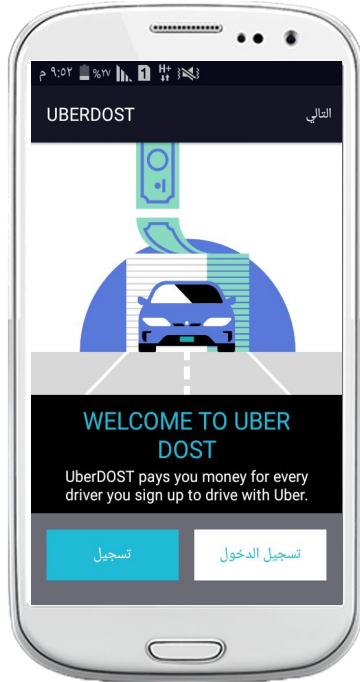 م ٩:٥٢ %٢٧ 1 H+
UBERDOST التالي
WELCOME TO UBER
DOST
UberDOST pays you money for every
driver you sign up to drive with Uber.
تسجيل تسجيل الدخول